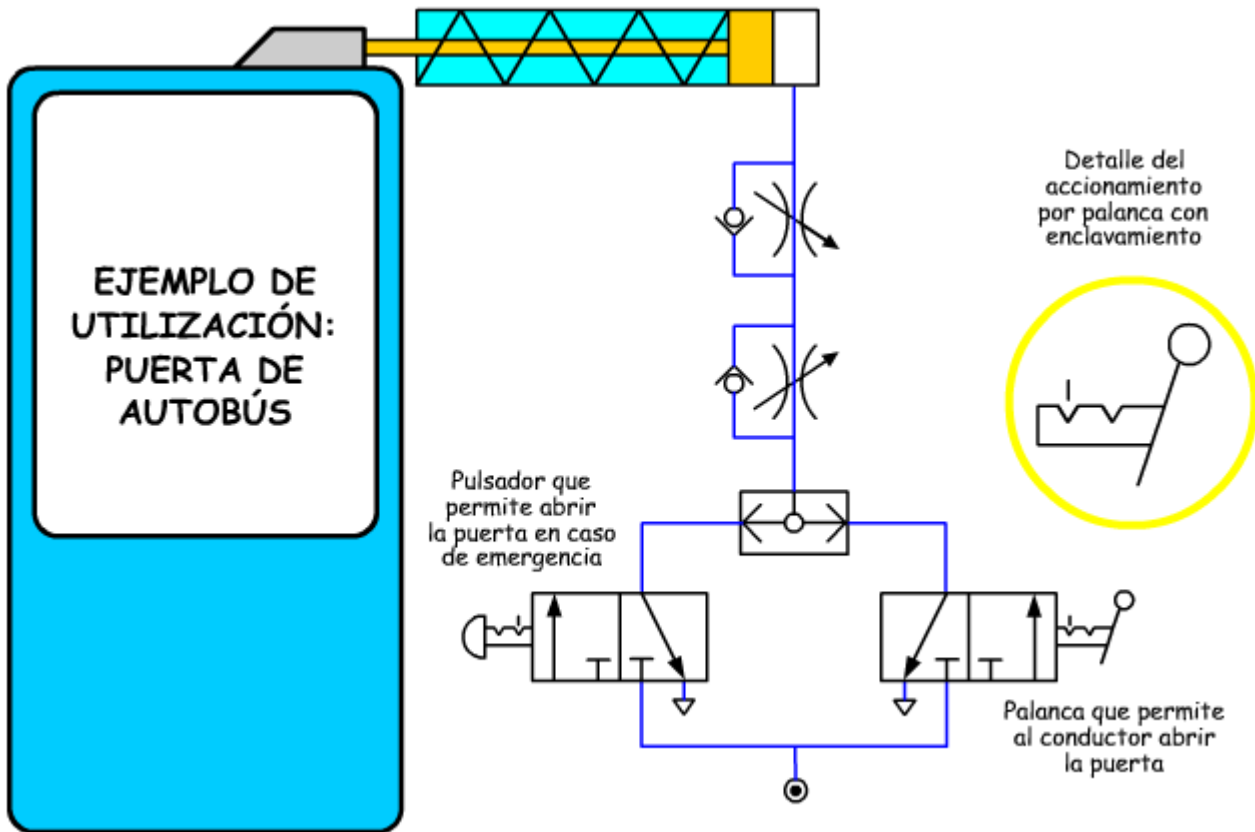 EJEMPLO DE
UTILIZACIÓN:
PUERTA DE
AUTOBÚS
Detalle del
accionamiento
por palanca con
enclavamiento
Pulsador que
permite abrir
la puerta en caso
de emergencia
Palanca que permite
al conductor abrir
la puerta